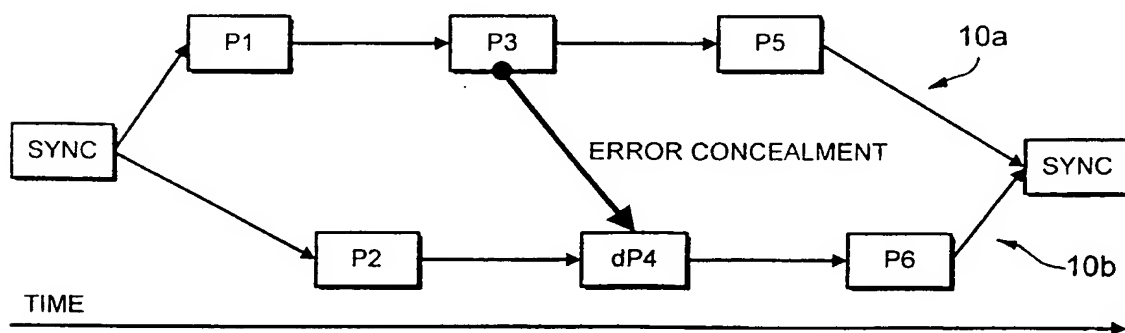 P1
P3
P5
10a
SYNC
ERROR CONCEALMENT
SYNC
P2
dP4
P6
10b
TIME